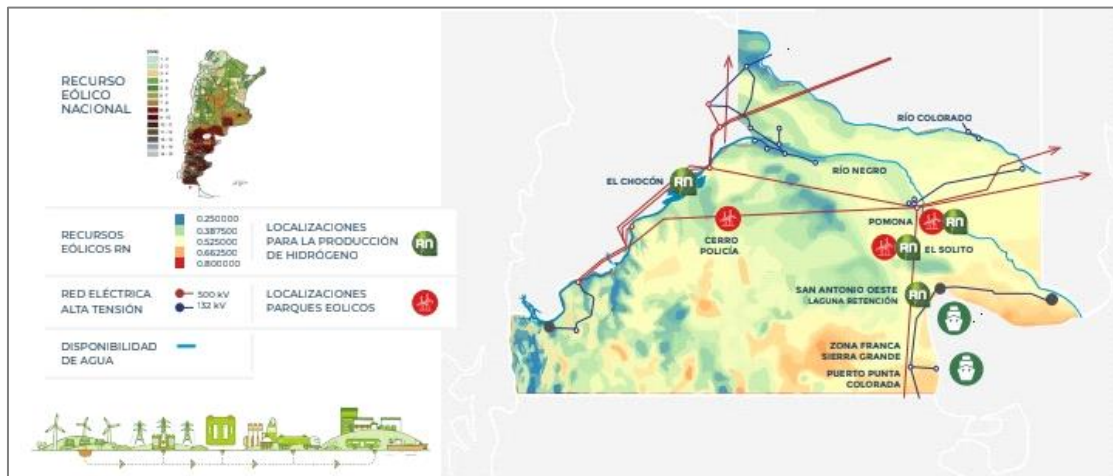 RECURSO
EÓLICO
NACIONAL
RECURSOS
EÓLICOS RN
0.250000
0.387500
0.525000
0.662500
0.800000
LOCALIZACIONES
PARA LA PRODUCCIÓN
DE HIDRÓGENO
RN
RED ELÉCTRICA
ALTA TENSIÓN
500 kV
132 kV
LOCALIZACIONES
PARQUES EOLICOS
DISPONIBILIDAD
DE AGUA
RÍO COLORADO
RÍO NEGRO
EL CHOCÓN
RN
CERRO
POLICÍA
POMONA
RN
RN
EL SOLITO
SAN ANTONIO OESTE
LAGUNA RETENCIÓN
RN
ZONA FRANCA
SIERRA GRANDE
PUERTO PUNTA
COLORADA